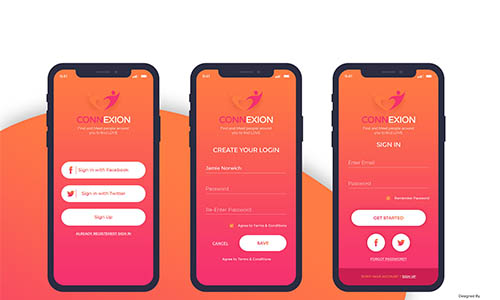 9:41
CONNEXION
Find and Meet people around
you to find LOVE
Sign in with Facebook
Sign in with Twitter
Sign Up
ALREADY REGISTERED? SIGN IN
9:41
CONNEXION
Find and Meet people around
you to find LOVE
CREATE YOUR LOGIN
Jamie Norwich
Password
Re-Enter Password
Agree to Terms & Conditions
CANCEL
SAVE
Agree to Terms & Conditions
9:41
CONNEXION
Find and Meet people around
you to find LOVE
SIGN IN
Enter Email
Password
Remember Password
GET STARTED
FORGOT PASSWORD?
DON'T HAVE ACCOUNT? SIGN UP
Designed By